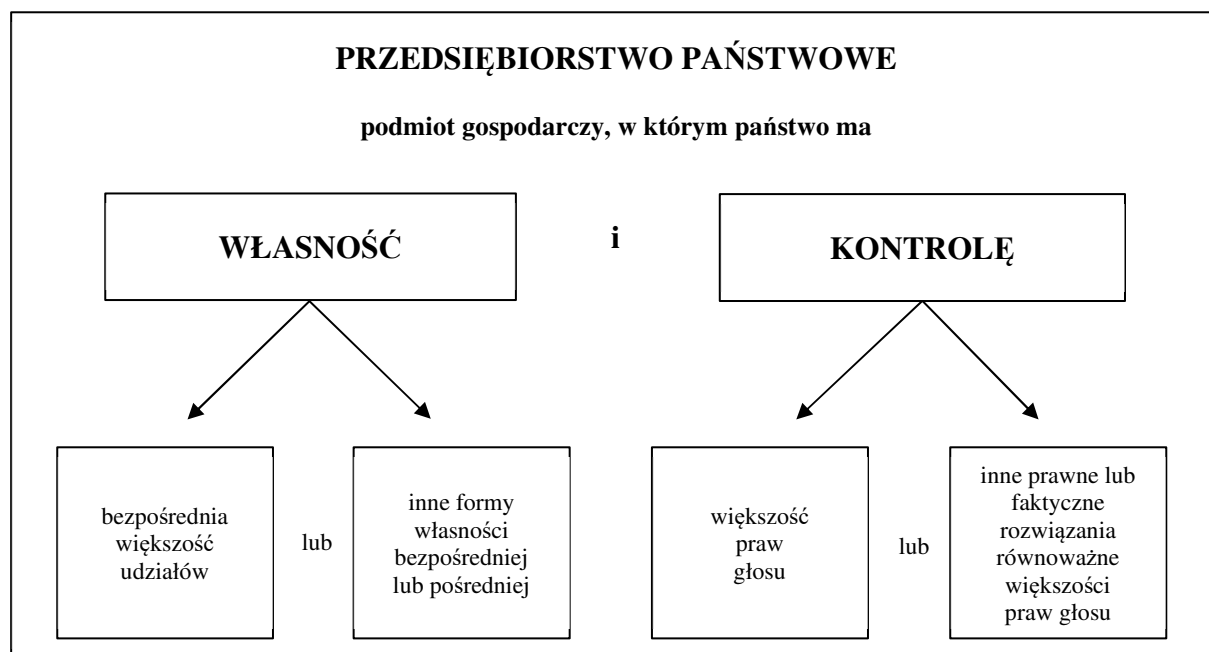 PRZEDSIĘBIORSTWO PAŃSTWOWE
podmiot gospodarczy, w którym państwo ma
WŁASNOŚĆ
i
KONTROLĘ
bezpośrednia
większość
udziałów
lub
inne formy
własności
bezpośredniej
lub pośredniej
większość
praw
głosu
lub
inne prawne lub
faktyczne
rozwiązania
równoważne
większości
praw głosu